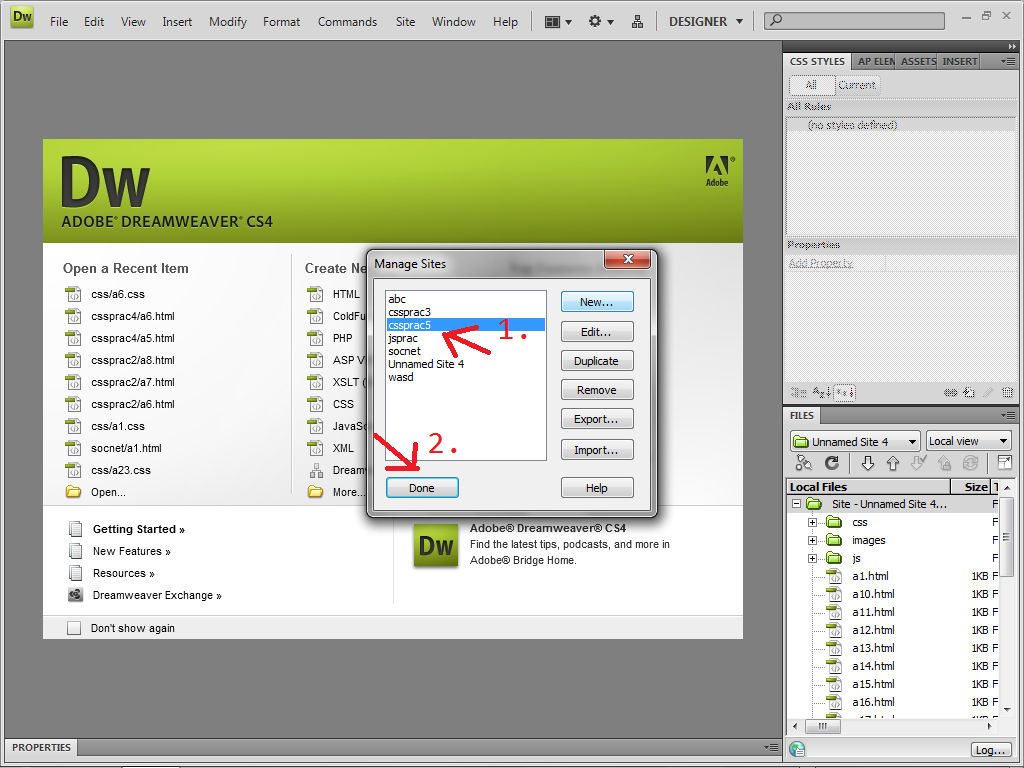 Dw File Edit View Insert Modify Format Commands Site Window Help DESIGNER
CSS STYLES AP ELEM ASSETS INSERT
All Current
All Rules
(no styles defined)
Properties
Add Property
Dw
ADOBE® DREAMWEAVER® CS4
Adobe®
Open a Recent Item
css/a6.css
cssprac4/a6.html
cssprac4/a5.html
cssprac2/a8.html
cssprac2/a7.html
cssprac2/a6.html
css/a1.css
socnet/a1.html
css/a23.css
Open...
Create Ne
HTML
ColdFu
PHP
ASP V
XSLT (
CSS
JavaSc
XML
Dream
More...
Manage Sites
abc
cssprac3
cssprac5
jsprac
socnet
Unnamed Site 4
wasd
1.
2.
New...
Edit...
Duplicate
Remove
Export...
Import...
Done
Help
Getting Started »
New Features »
Resources »
Dreamweaver Exchange »
Dw
Adobe® Dreamweaver® CS4
Find the latest tips, podcasts, and more in
Adobe® Bridge Home.
Don't show again
FILES
Unnamed Site 4 Local view
Local Files Size T
Site - Unnamed Site 4... F
css F
images F
js F
a1.html 1KB F
a10.html 1KB F
a11.html 1KB F
a12.html 1KB F
a13.html 1KB F
a14.html 1KB F
a15.html 1KB F
a16.html 1KB F
Log...
PROPERTIES